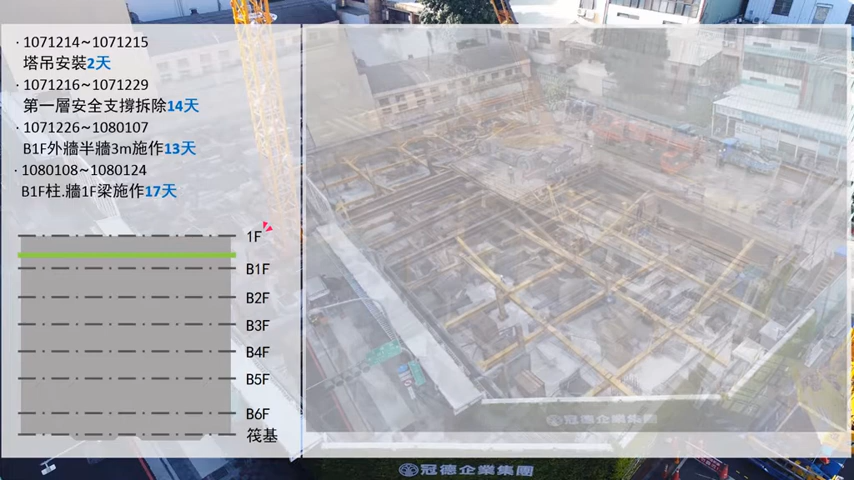 · 1071214~1071215
塔吊安裝2天
· 1071216~1071229
第一層安全支撐拆除14天
· 1071226~1080107
B1F外牆半牆3m施作13天
· 1080108~1080124
B1F柱.牆1F梁施作17天
1F
B1F
B2F
B3F
B4F
B5F
B6F
筏基
冠德企業集團
冠德企業集團